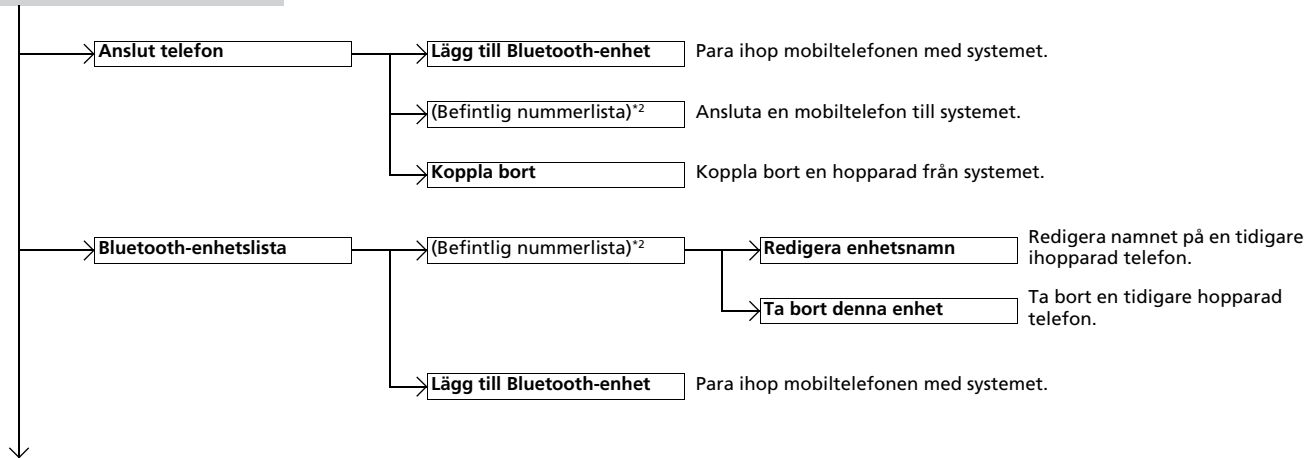 Anslut telefon
Lägg till Bluetooth-enhet
Para ihop mobiltelefonen med systemet.
(Befintlig nummerlista)*2
Ansluta en mobiltelefon till systemet.
Koppla bort
Koppla bort en hopparad från systemet.
Bluetooth-enhetslista
(Befintlig nummerlista)*2
Redigera enhetsnamn
Redigera namnet på en tidigare
ihopparad telefon.
Ta bort denna enhet
Ta bort en tidigare hopparad
telefon.
Lägg till Bluetooth-enhet
Para ihop mobiltelefonen med systemet.